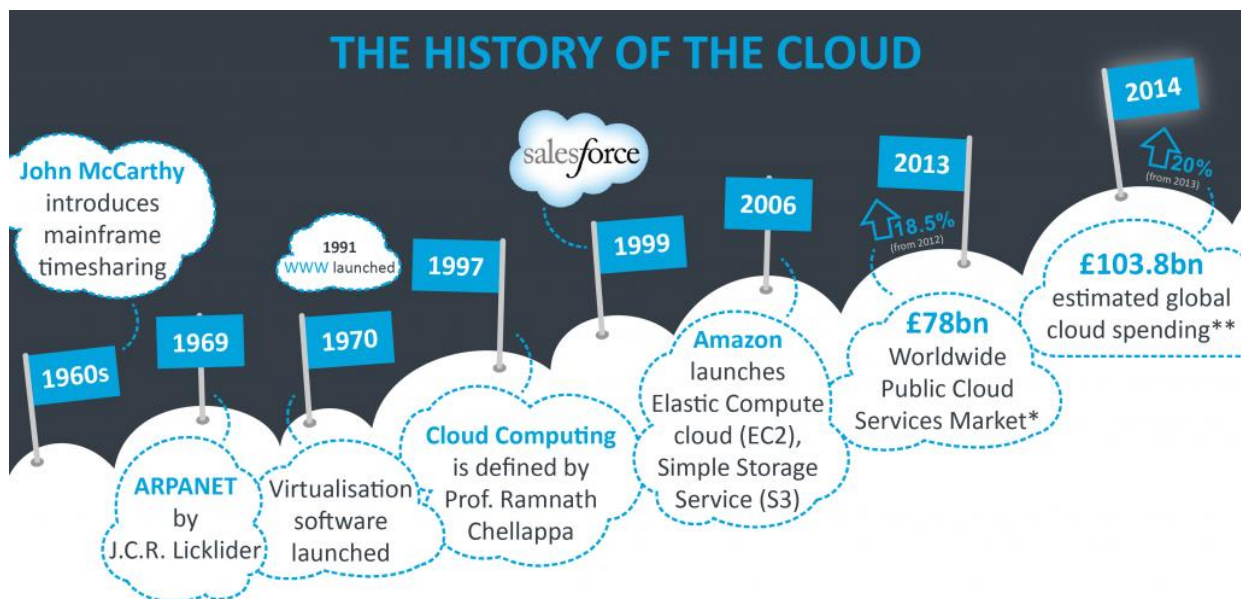 THE HISTORY OF THE CLOUD
1960s
John McCarthy
introduces
mainframe
timesharing
1969
ARPANET
by
J.C.R. Licklider
1970
Virtualisation
software
launched
1991
WWW launched
1997
Cloud Computing
is defined by
Prof. Ramnath
Chellappa
1999
salesforce
2006
Amazon
launches
Elastic Compute
cloud (EC2),
Simple Storage
Service (S3)
2013
18.5%
(from 2012)
£78bn
Worldwide
Public Cloud
Services Market*
2014
20%
(from 2013)
£103.8bn
estimated global
cloud spending**